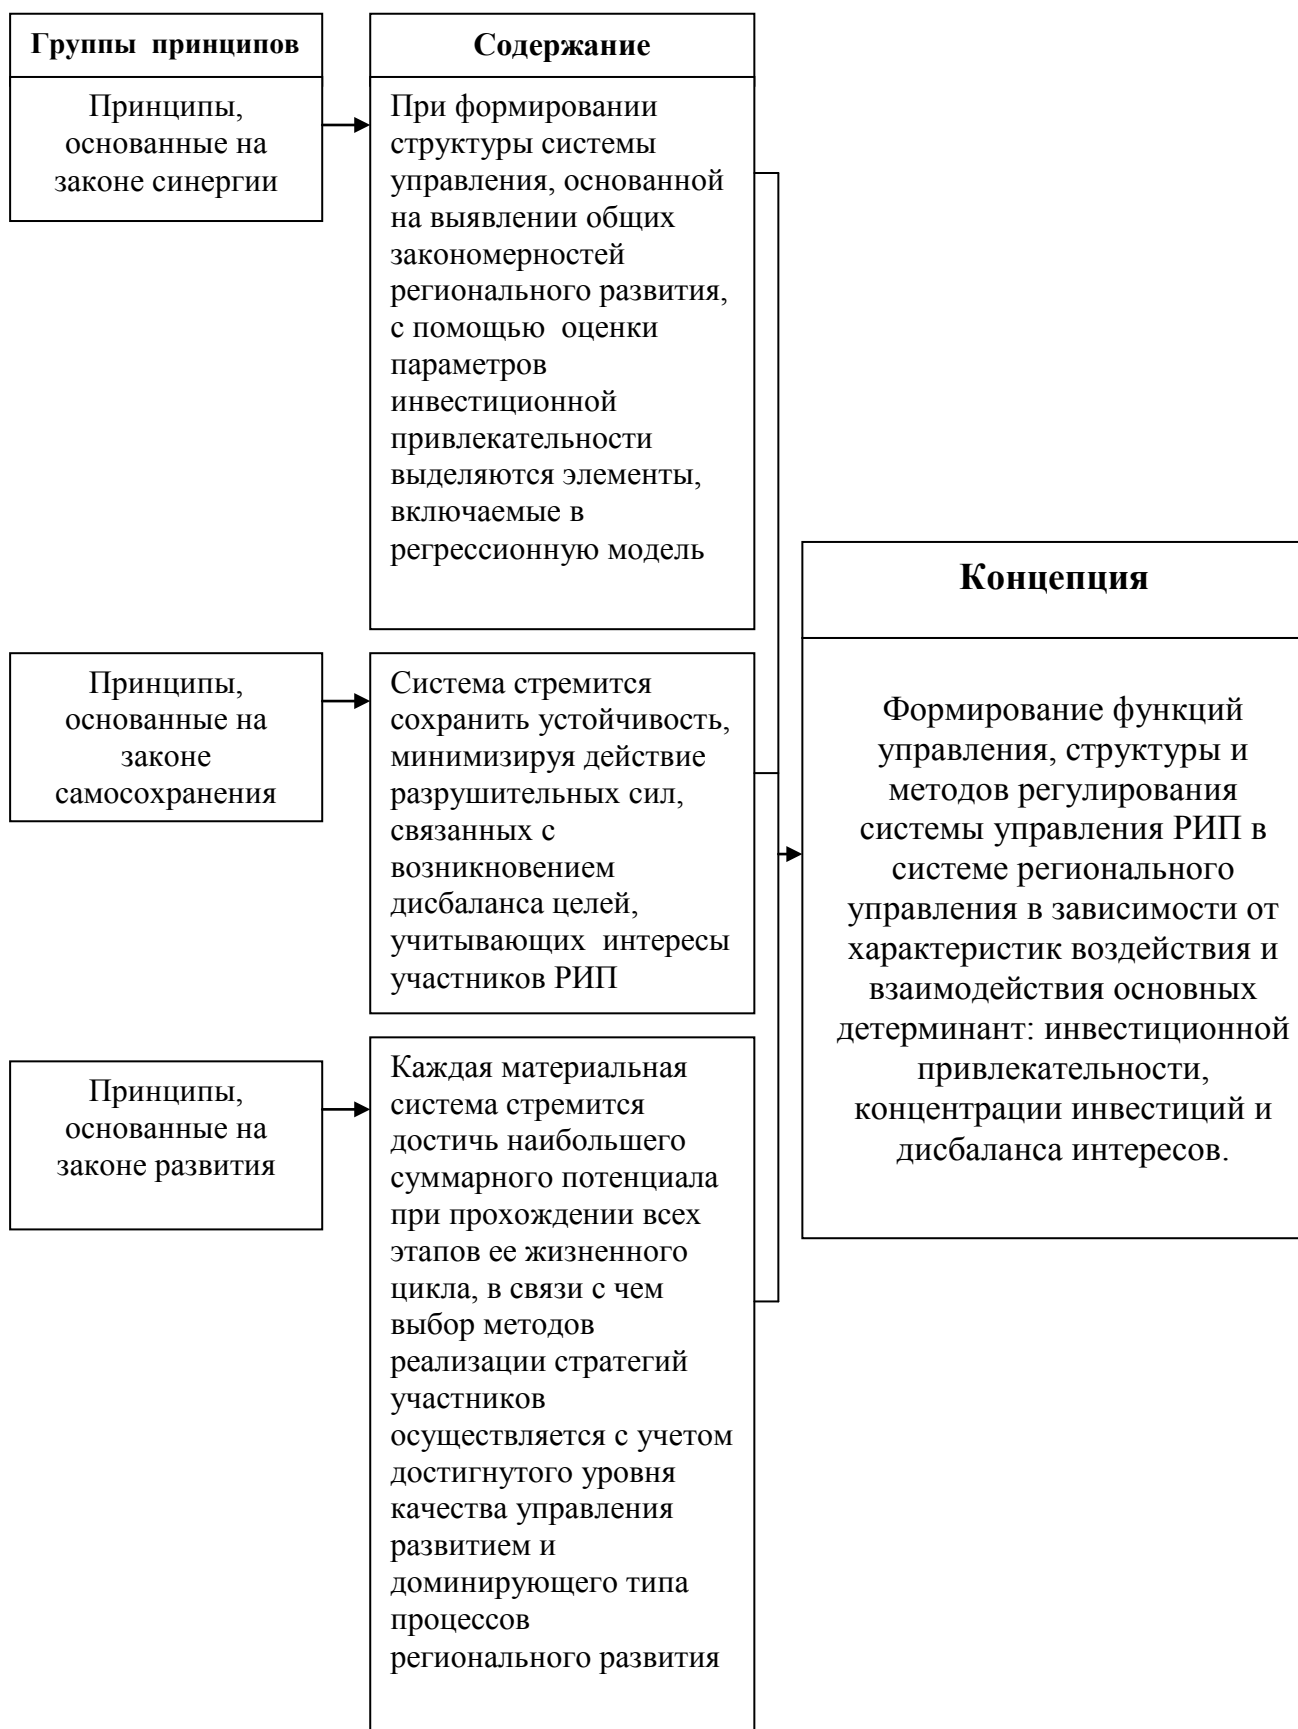 Группы принципов
Содержание
Принципы,
основанные на
законе синергии
При формировании
структуры системы
управления, основанной
на выявлении общих
закономерностей
регионального развития,
с помощью оценки
параметров
инвестиционной
привлекательности
выделяются элементы,
включаемые в
регрессионную модель
Принципы,
основанные на
законе
самосохранения
Система стремится
сохранить устойчивость,
минимизируя действие
разрушительных сил,
связанных с
возникновением
дисбаланса целей,
учитывающих интересы
участников РИП
Принципы,
основанные на
законе развития
Каждая материальная
система стремится
достичь наибольшего
суммарного потенциала
при прохождении всех
этапов ее жизненного
цикла, в связи с чем
выбор методов
реализации стратегий
участников
осуществляется с учетом
достигнутого уровня
качества управления
развитием и
доминирующего типа
процессов
регионального развития
Концепция
Формирование функций
управления, структуры и
методов регулирования
системы управления РИП в
системе регионального
управления в зависимости от
характеристик воздействия и
взаимодействия основных
детерминант: инвестиционной
привлекательности,
концентрации инвестиций и
дисбаланса интересов.